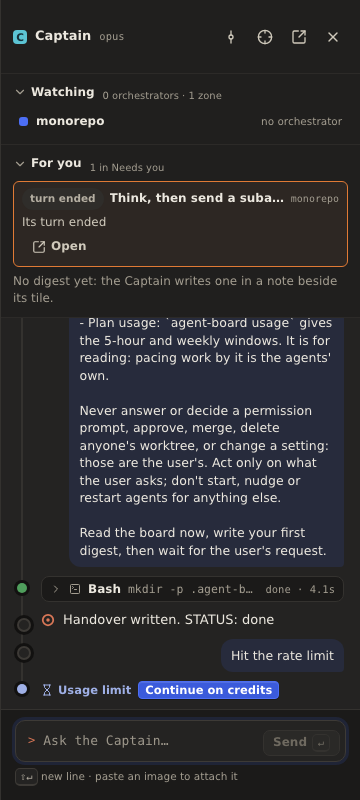 C Captain opus
Watching 0 orchestrators · 1 zone
monorepo no orchestrator
For you 1 in Needs you
turn ended Think, then send a suba… monorepo
Its turn ended
Open
No digest yet: the Captain writes one in a note beside
its tile.
- Plan usage: `agent-board usage` gives
the 5-hour and weekly windows. It is for
reading: pacing work by it is the agents'
own.
Never answer or decide a permission
prompt, approve, merge, delete
anyone's worktree, or change a setting:
those are the user's. Act only on what
the user asks; don't start, nudge or
restart agents for anything else.
Read the board now, write your first
digest, then wait for the user's request.
Bash mkdir -p .agent-b… done · 4.1s
Handover written. STATUS: done
Hit the rate limit
Usage limit Continue on credits
> Ask the Captain… Send ↵
⇧↵ new line · paste an image to attach it